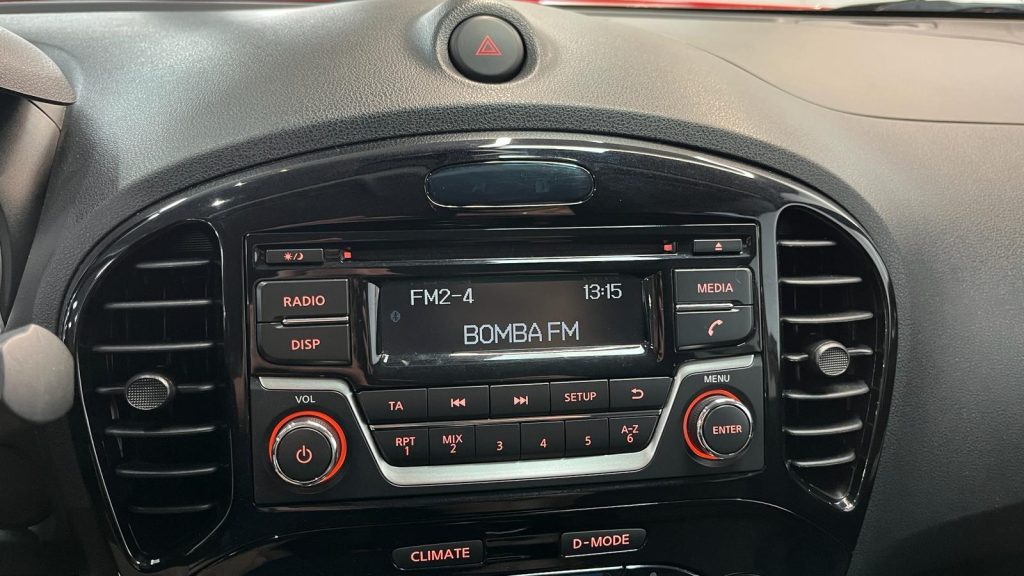 RADIO
DISP
FM2-4 13:15
BOMBA FM
MEDIA
VOL
MENU
TA
SETUP
RPT
1
MIX
2
3
4
5
A-Z
6
ENTER
CLIMATE
D-MODE